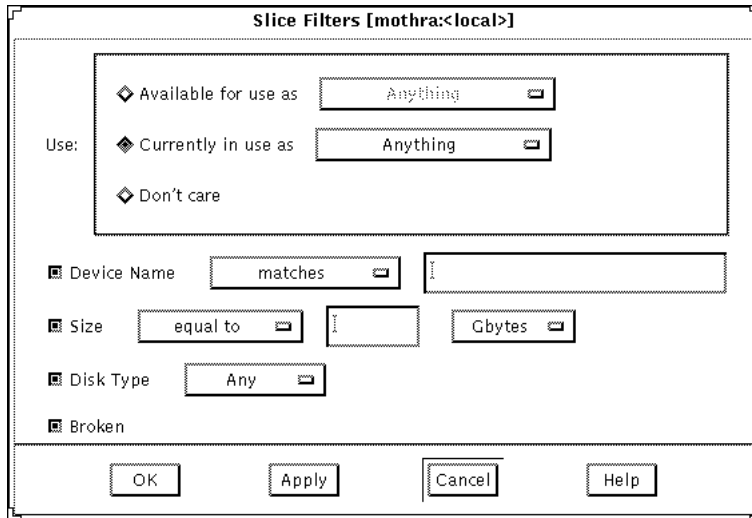 Slice Filters [mothra:<local>]
Available for use as Anything
Use: Currently in use as Anything
Don't care
Device Name matches
Size equal to Gbytes
Disk Type Any
Broken
OK Apply Cancel Help